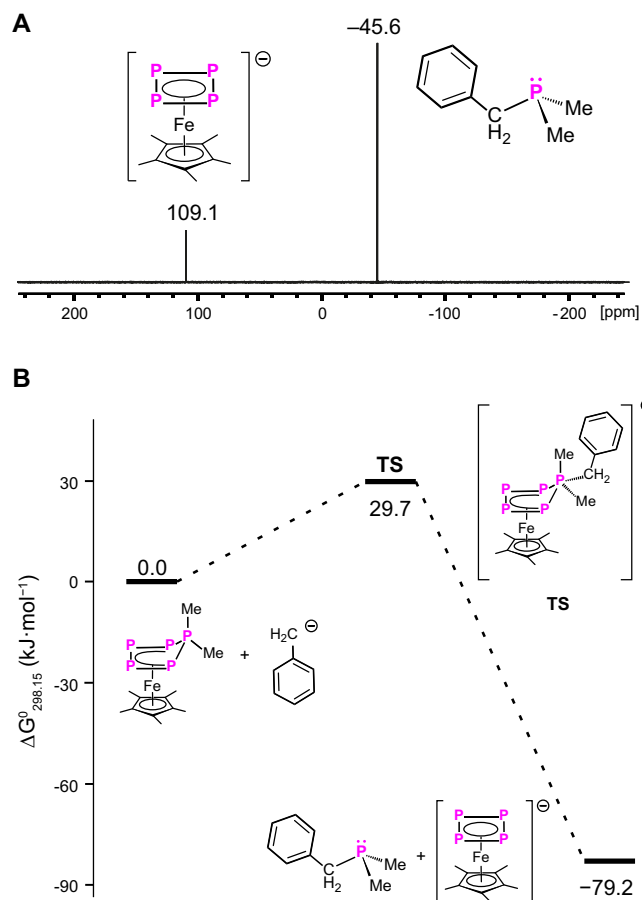 A
−45.6
P P
P P
Fe
⊖
P̈
Me
Me
C
H₂
109.1
200 100 0 -100 -200 [ppm]
B
ΔG⁰₂₉₈.₁₅ (kJ·mol⁻¹)
30
0
-30
-60
-90
TS
29.7
Me
P
CH₂
Me
P P
P P
Fe
TS
0.0
Me
P
Me
P P
P P
Fe
+
H₂C ⊖
P̈
Me
Me
C
H₂
+
P P
P P
Fe
⊖
−79.2